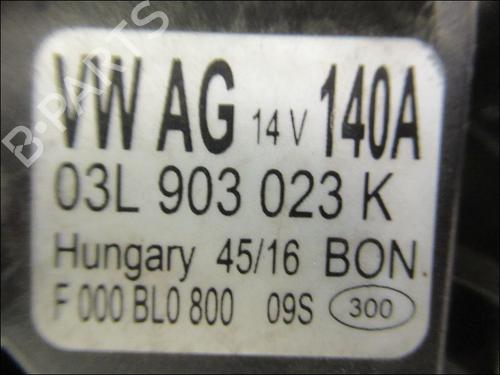 VW AG 14 V 140A
03L 903 023 K
Hungary 45/16 BON
F 000 BL0 800 09S 300
B-PARTS